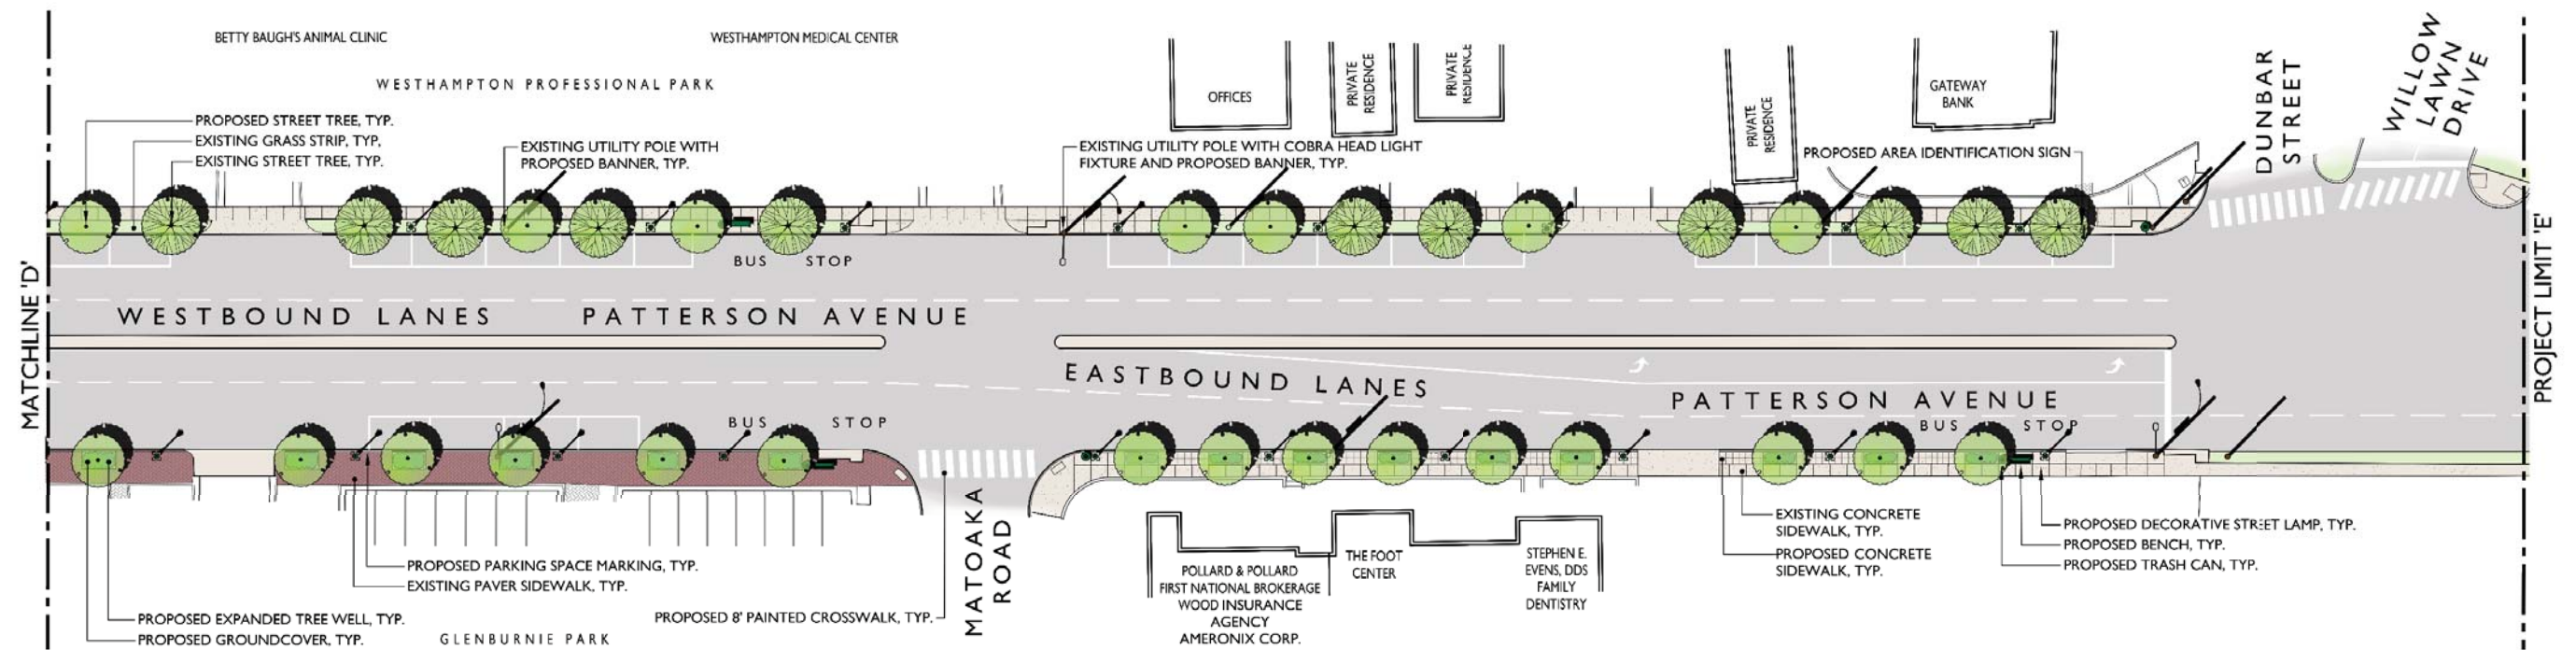 BETTY BAUGH'S ANIMAL CLINIC
WESTHAMPTON MEDICAL CENTER
WESTHAMPTON PROFESSIONAL PARK
PROPOSED STREET TREE, TYP.
EXISTING GRASS STRIP, TYP,
EXISTING STREET TREE, TYP.
EXISTING UTILITY POLE WITH
PROPOSED BANNER, TYP.
EXISTING UTILITY POLE WITH COBRA HEAD LIGHT
FIXTURE AND PROPOSED BANNER, TYP.
OFFICES
PRIVATE
RESIDENCE
PRIVATE
RESIDENCE
PRIVATE
RESIDENCE
GATEWAY
BANK
PROPOSED AREA IDENTIFICATION SIGN
DUNBAR
STREET
WILLOW
LAWN
DRIVE
MATCHLINE 'D'
PROJECT LIMIT 'E'
BUS STOP
WESTBOUND LANES PATTERSON AVENUE
EASTBOUND LANES
PATTERSON AVENUE
BUS STOP
BUS STOP
PROPOSED PARKING SPACE MARKING, TYP.
EXISTING PAVER SIDEWALK, TYP.
PROPOSED EXPANDED TREE WELL, TYP.
PROPOSED GROUNDCOVER, TYP.
GLENBURNIE PARK
PROPOSED 8' PAINTED CROSSWALK, TYP.
MATOAKA
ROAD
POLLARD & POLLARD
FIRST NATIONAL BROKERAGE
WOOD INSURANCE
AGENCY
AMERONIX CORP.
THE FOOT
CENTER
STEPHEN E.
EVENS, DDS
FAMILY
DENTISTRY
EXISTING CONCRETE
SIDEWALK, TYP.
PROPOSED CONCRETE
SIDEWALK, TYP.
PROPOSED DECORATIVE STREET LAMP, TYP.
PROPOSED BENCH, TYP.
PROPOSED TRASH CAN, TYP.